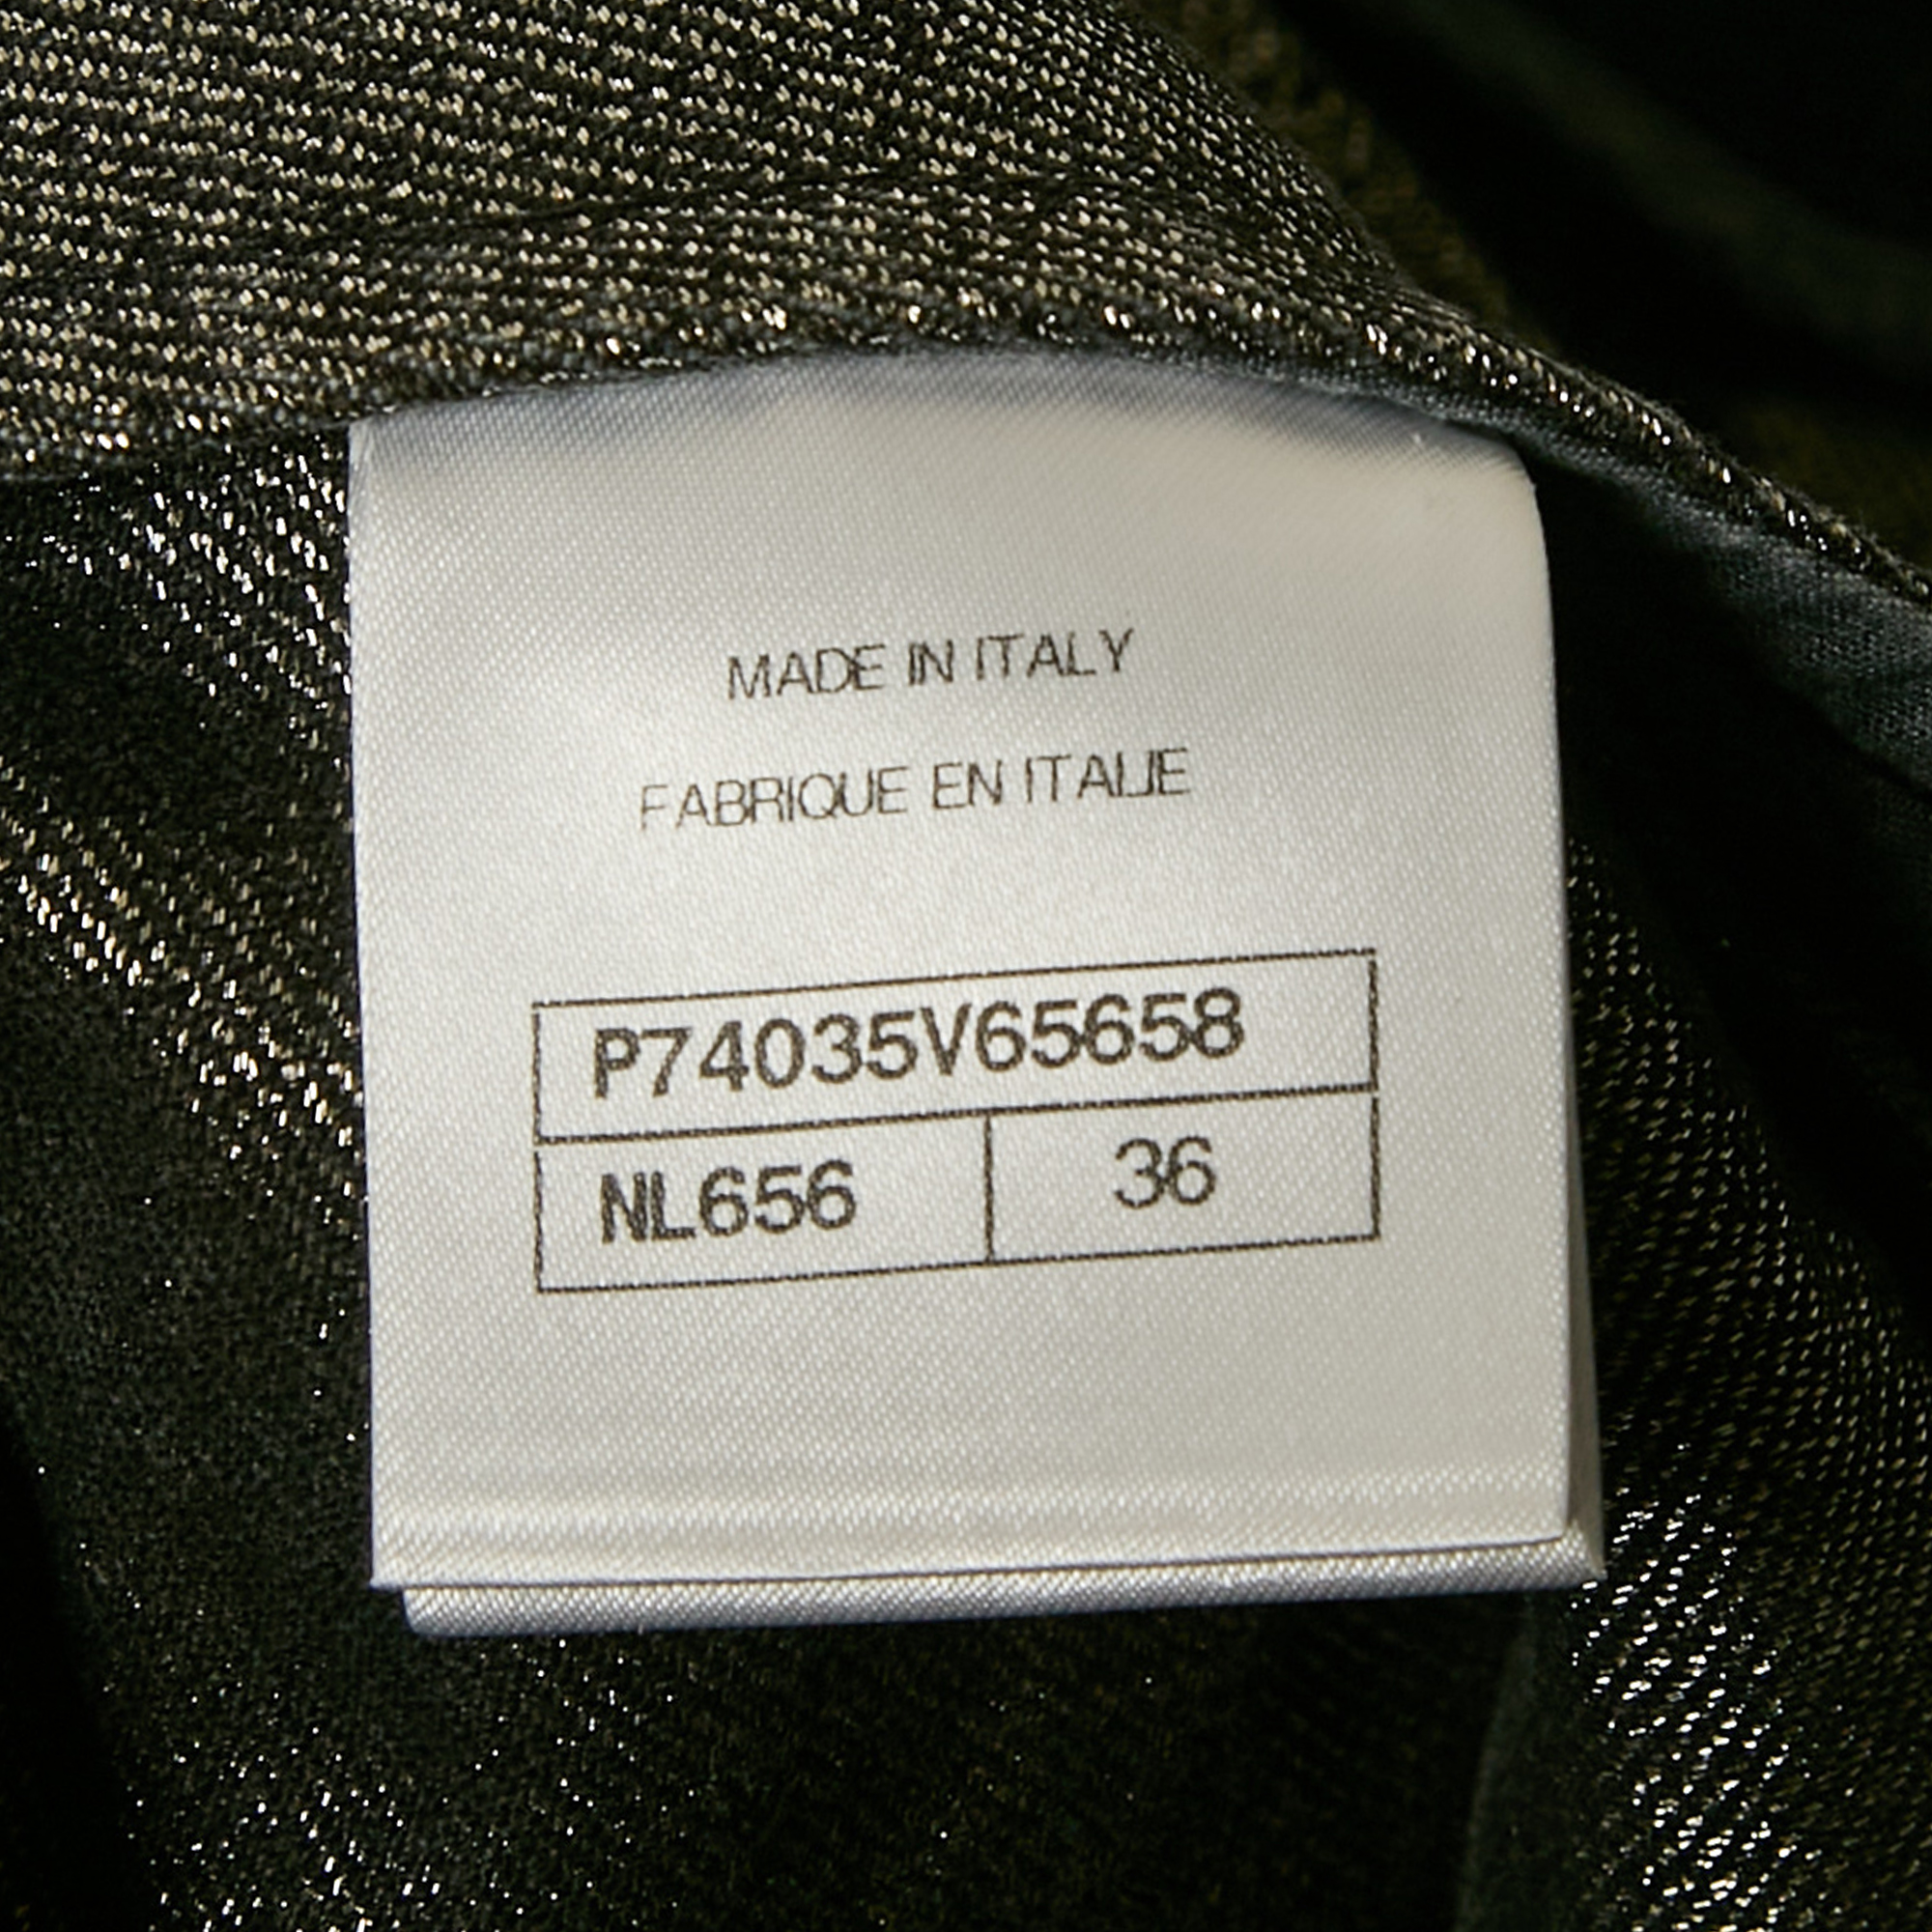 MADE IN ITALY
FABRIQUE EN ITALIE
P74035V65658
NL656 36